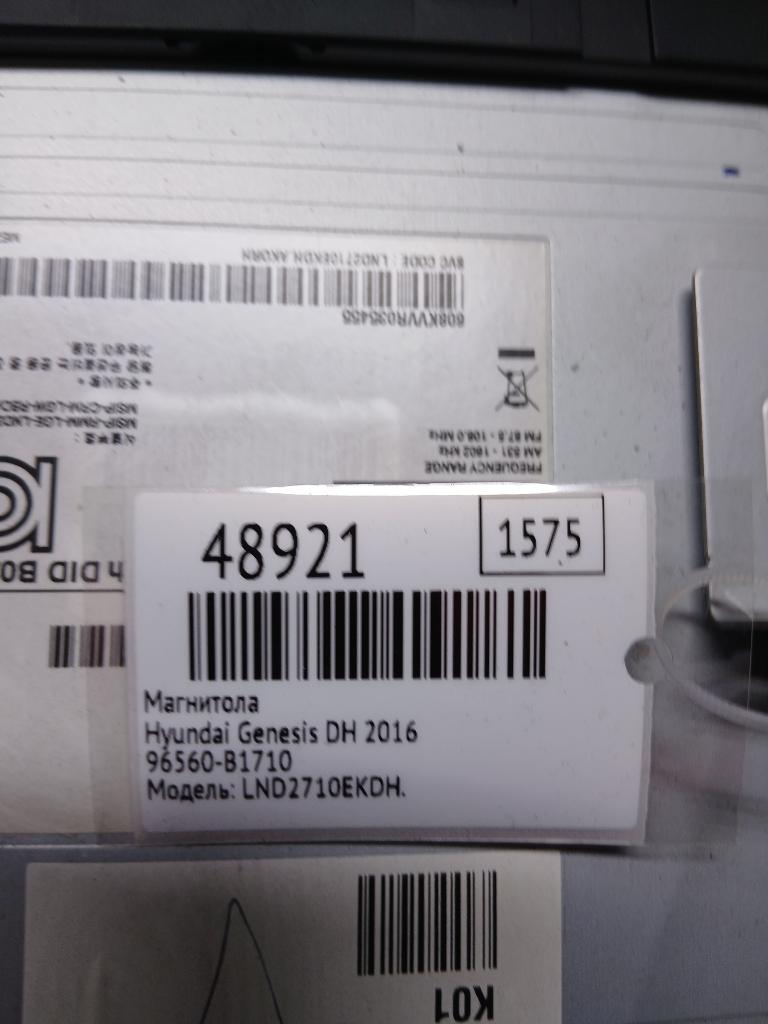 48921
1575
Магнитола
Hyundai Genesis DH 2016
96560-B1710
Модель: LND2710EKDH.
FREQUENCY RANGE
AM 531 - 1602 kHz
FM 87.5 - 108.0 MHz
608KVVR035455
SVC CODE : LND2710EKDH.AKORH
K01